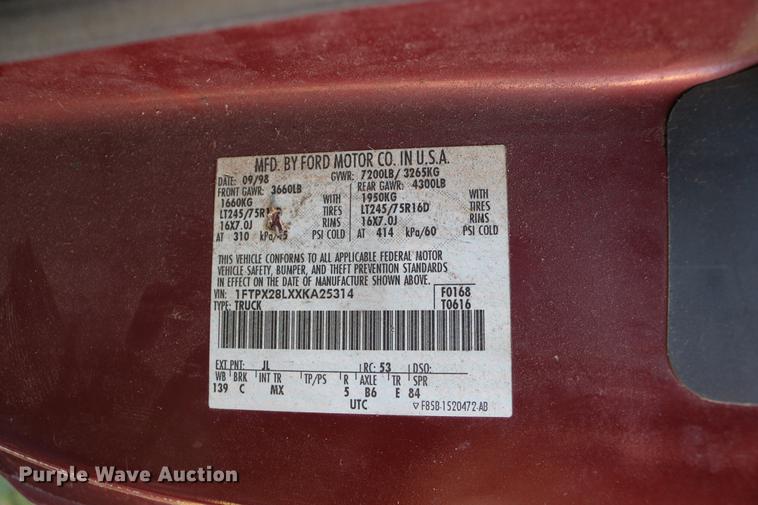 MFD. BY FORD MOTOR CO. IN U.S.A.
DATE: 09/98 GVWR: 7200LB/ 3265KG
FRONT GAWR: 3660LB REAR GAWR: 4300LB
1660KG WITH 1950KG WITH
LT245/75R TIRES LT245/75R16D TIRES
16X7.0J RIMS 16X7.0J RIMS
AT 310 kPa/ PSI COLD AT 414 kPa/60 PSI COLD
THIS VEHICLE CONFORMS TO ALL APPLICABLE FEDERAL MOTOR
VEHICLE SAFETY, BUMPER, AND THEFT PREVENTION STANDARDS
IN EFFECT ON THE DATE OF MANUFACTURE SHOWN ABOVE.
VIN: 1FTPX28LXXKA25314 F0168
TYPE: TRUCK T0616
EXT PNT: JL RC: 53 DSO:
WB BRK INT TR TP/PS R AXLE TR SPR
139 C MX 5 B6 E 84
UTC F85B-1520472-AB
Purple Wave Auction